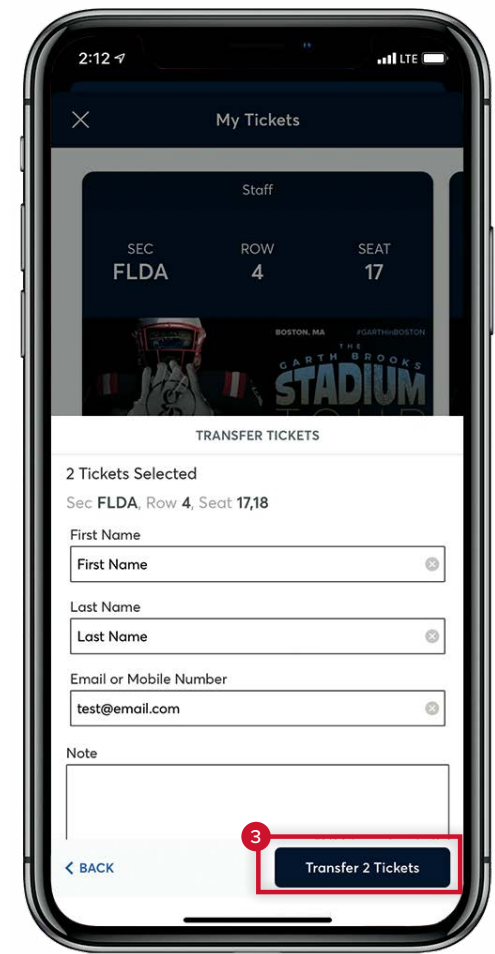 2:12 LTE
My Tickets
Staff
SEC ROW SEAT
FLDA 4 17
BOSTON, MA #GARTHinBOSTON
THE
GARTH BROOKS
STADIUM
TOUR
TRANSFER TICKETS
2 Tickets Selected
Sec FLDA, Row 4, Seat 17,18
First Name
First Name
Last Name
Last Name
Email or Mobile Number
test@email.com
Note
3
BACK Transfer 2 Tickets